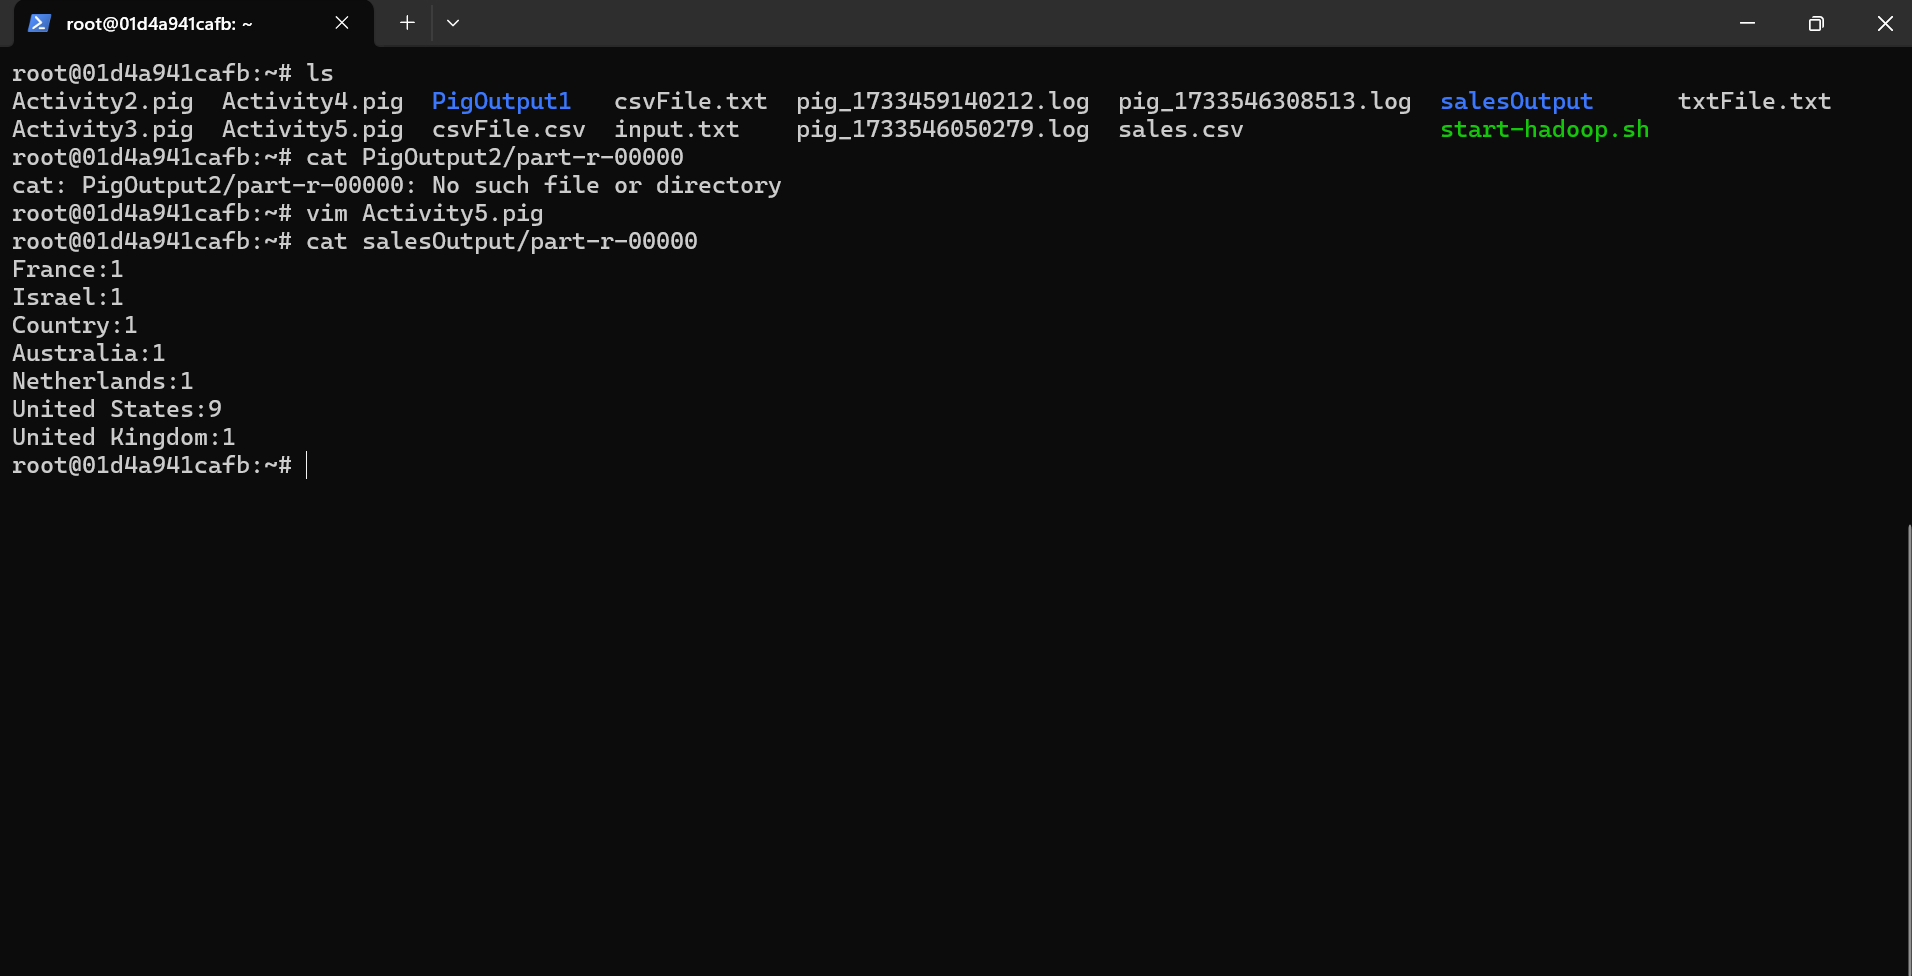 root@01d4a941cafb: ~
root@01d4a941cafb:~# ls
Activity2.pig  Activity4.pig  PigOutput1   csvFile.txt  pig_1733459140212.log  pig_1733546308513.log  salesOutput      txtFile.txt
Activity3.pig  Activity5.pig  csvFile.csv  input.txt    pig_1733546050279.log  sales.csv              start-hadoop.sh
root@01d4a941cafb:~# cat PigOutput2/part-r-00000
cat: PigOutput2/part-r-00000: No such file or directory
root@01d4a941cafb:~# vim Activity5.pig
root@01d4a941cafb:~# cat salesOutput/part-r-00000
France:1
Israel:1
Country:1
Australia:1
Netherlands:1
United States:9
United Kingdom:1
root@01d4a941cafb:~#